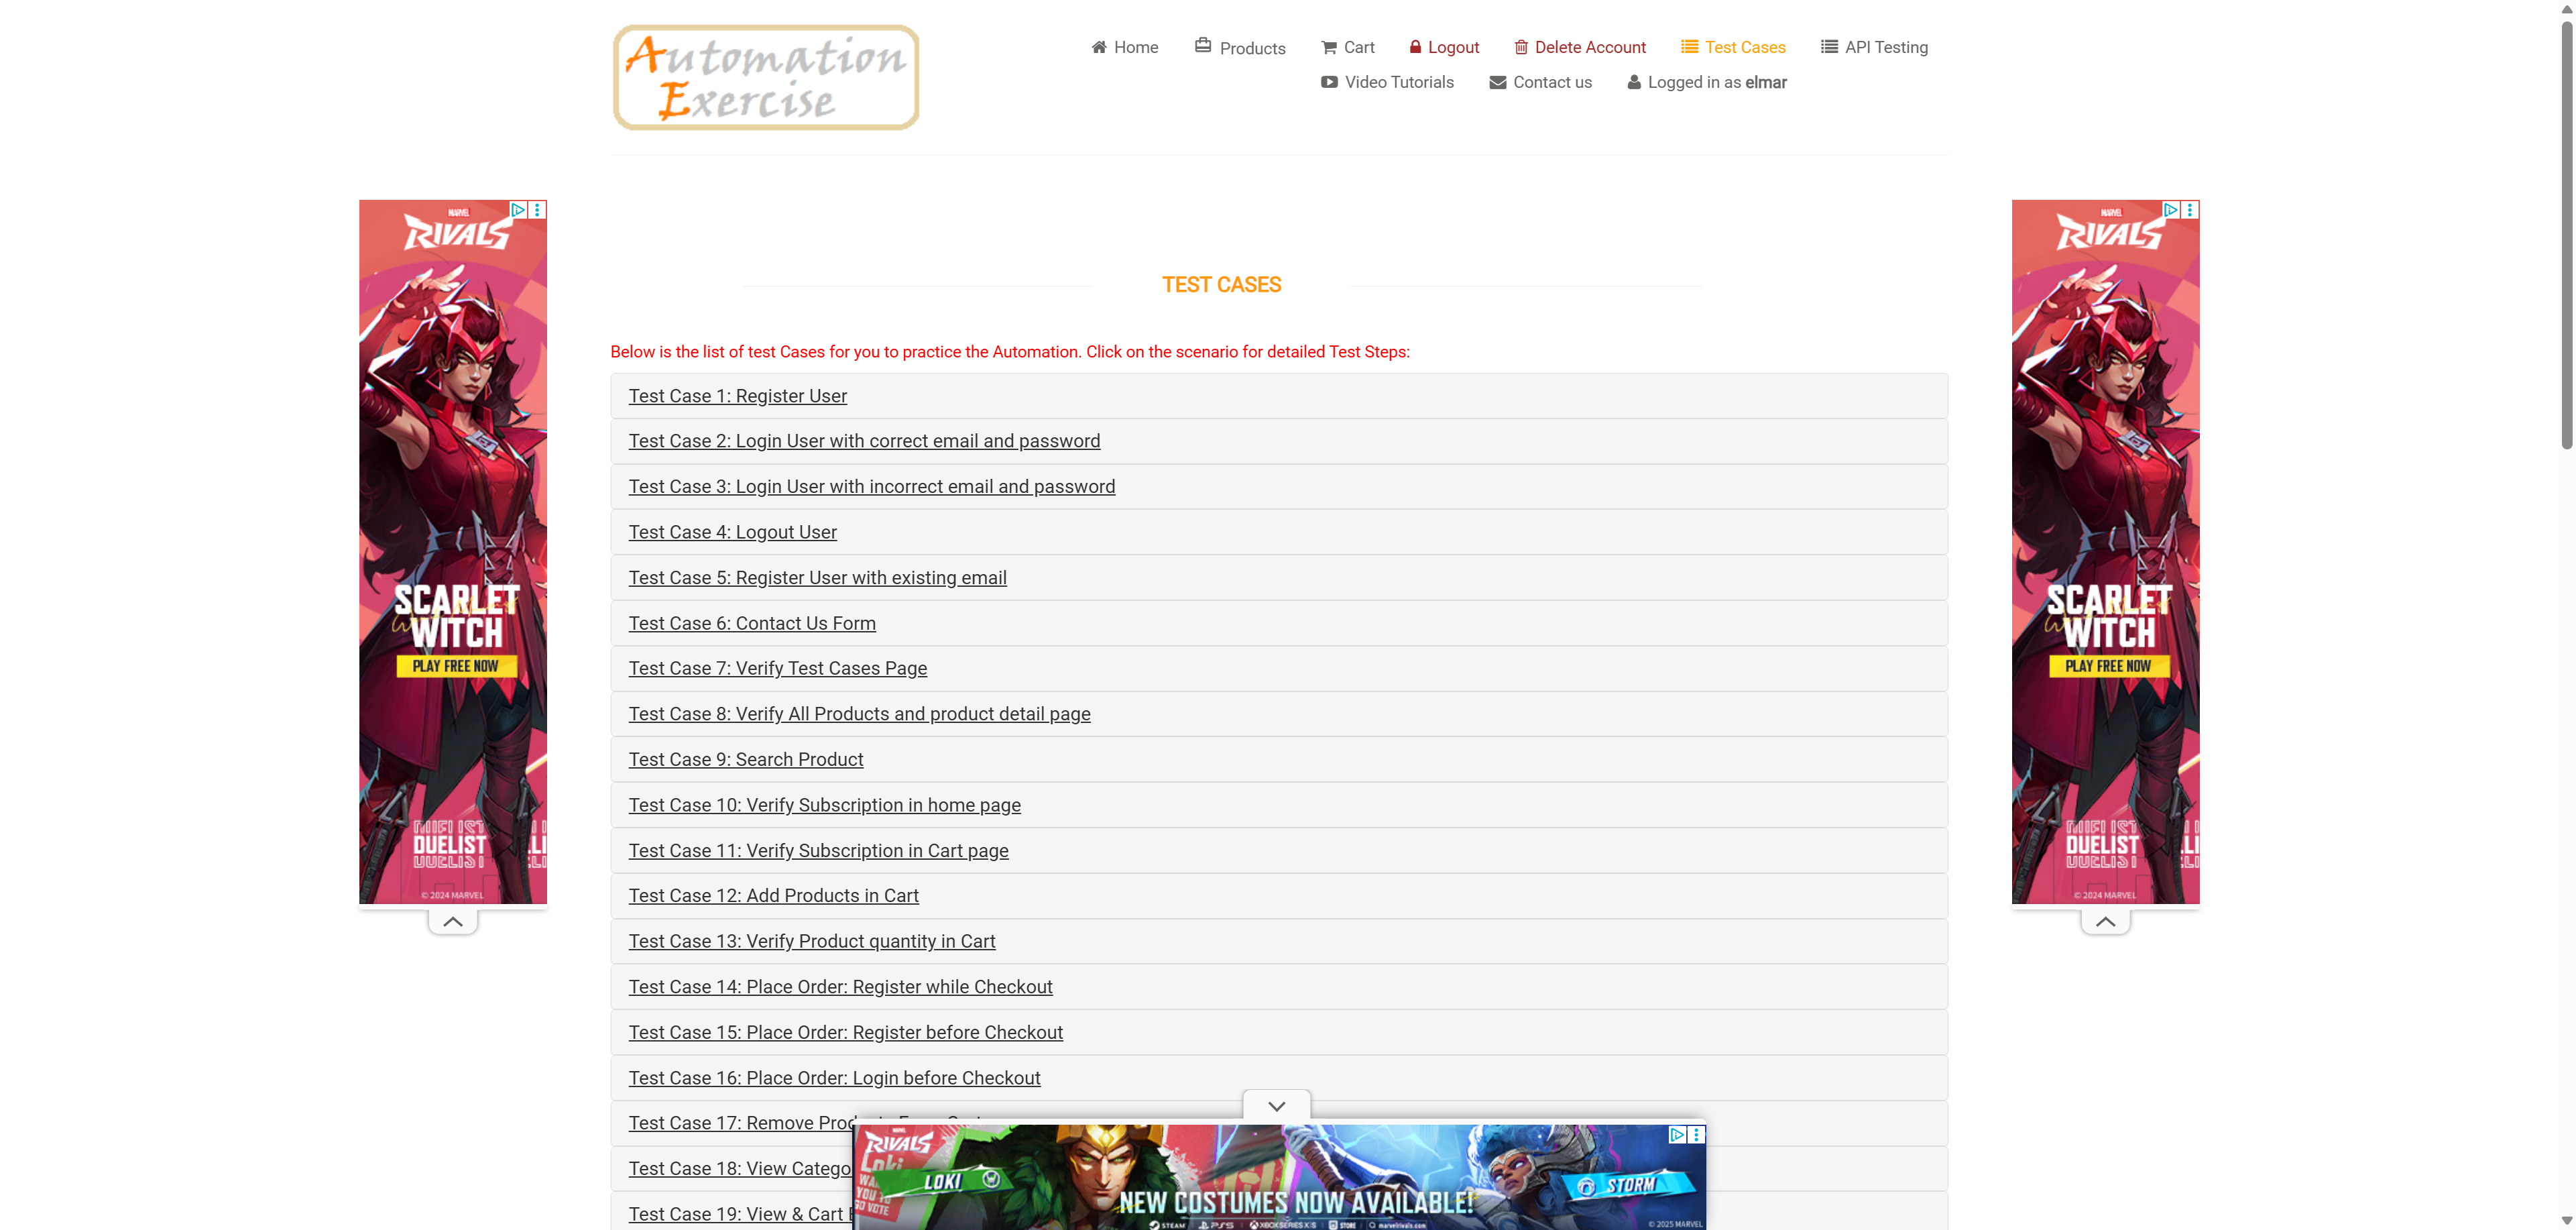 Automation
Exercise
Home
Products
Cart
Logout
Delete Account
Test Cases
API Testing
Video Tutorials
Contact us
Logged in as elmar
MARVEL
RIVALS
SCARLET
WITCH
PLAY FREE NOW
DUELIST
© 2024 MARVEL
TEST CASES
Below is the list of test Cases for you to practice the Automation. Click on the scenario for detailed Test Steps:
Test Case 1: Register User
Test Case 2: Login User with correct email and password
Test Case 3: Login User with incorrect email and password
Test Case 4: Logout User
Test Case 5: Register User with existing email
Test Case 6: Contact Us Form
Test Case 7: Verify Test Cases Page
Test Case 8: Verify All Products and product detail page
Test Case 9: Search Product
Test Case 10: Verify Subscription in home page
Test Case 11: Verify Subscription in Cart page
Test Case 12: Add Products in Cart
Test Case 13: Verify Product quantity in Cart
Test Case 14: Place Order: Register while Checkout
Test Case 15: Place Order: Register before Checkout
Test Case 16: Place Order: Login before Checkout
Test Case 17: Remove
Test Case 18: View
Test Case 19: View & Cart
MARVEL
RIVALS
SCARLET
WITCH
PLAY FREE NOW
DUELIST
© 2024 MARVEL
RIVALS
Loki
LOKI
STORM
NEW COSTUMES NOW AVAILABLE!
STEAM PS5 XBOX SERIES X|S STORE marvelrivals.com
© 2025 MARVEL